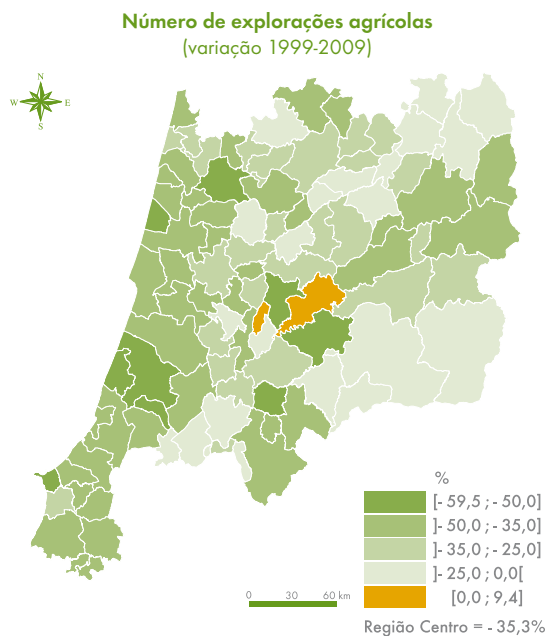 Número de explorações agrícolas
(variação 1999-2009)
N
W E
S
%
[- 59,5 ; - 50,0]
]- 50,0 ; - 35,0]
]- 35,0 ; - 25,0]
]- 25,0 ; 0,0[
[0,0 ; 9,4]
0 30 60 km
Região Centro = - 35,3%